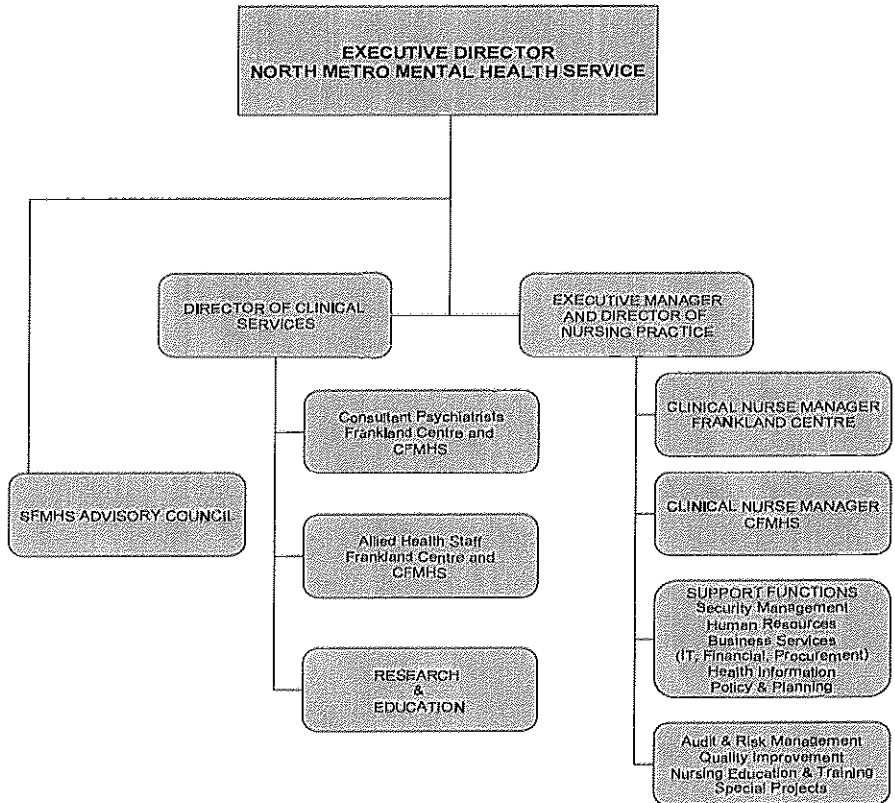 EXECUTIVE DIRECTOR
NORTH METRO MENTAL HEALTH SERVICE
DIRECTOR OF CLINICAL
SERVICES
EXECUTIVE MANAGER
AND DIRECTOR OF
NURSING PRACTICE
Consultant Psychiatrists
Frankland Centre and
CFMHS
CLINICAL NURSE MANAGER
FRANKLAND CENTRE
SFMHS ADVISORY COUNCIL
CLINICAL NURSE MANAGER
CFMHS
Allied Health Staff
Frankland Centre and
CFMHS
SUPPORT FUNCTIONS
Security Management
Human Resources
Business Services
(IT, Financial, Procurement)
Health Information
Policy & Planning
RESEARCH
&
EDUCATION
Audit & Risk Management
Quality Improvement
Nursing Education & Training
Special Projects